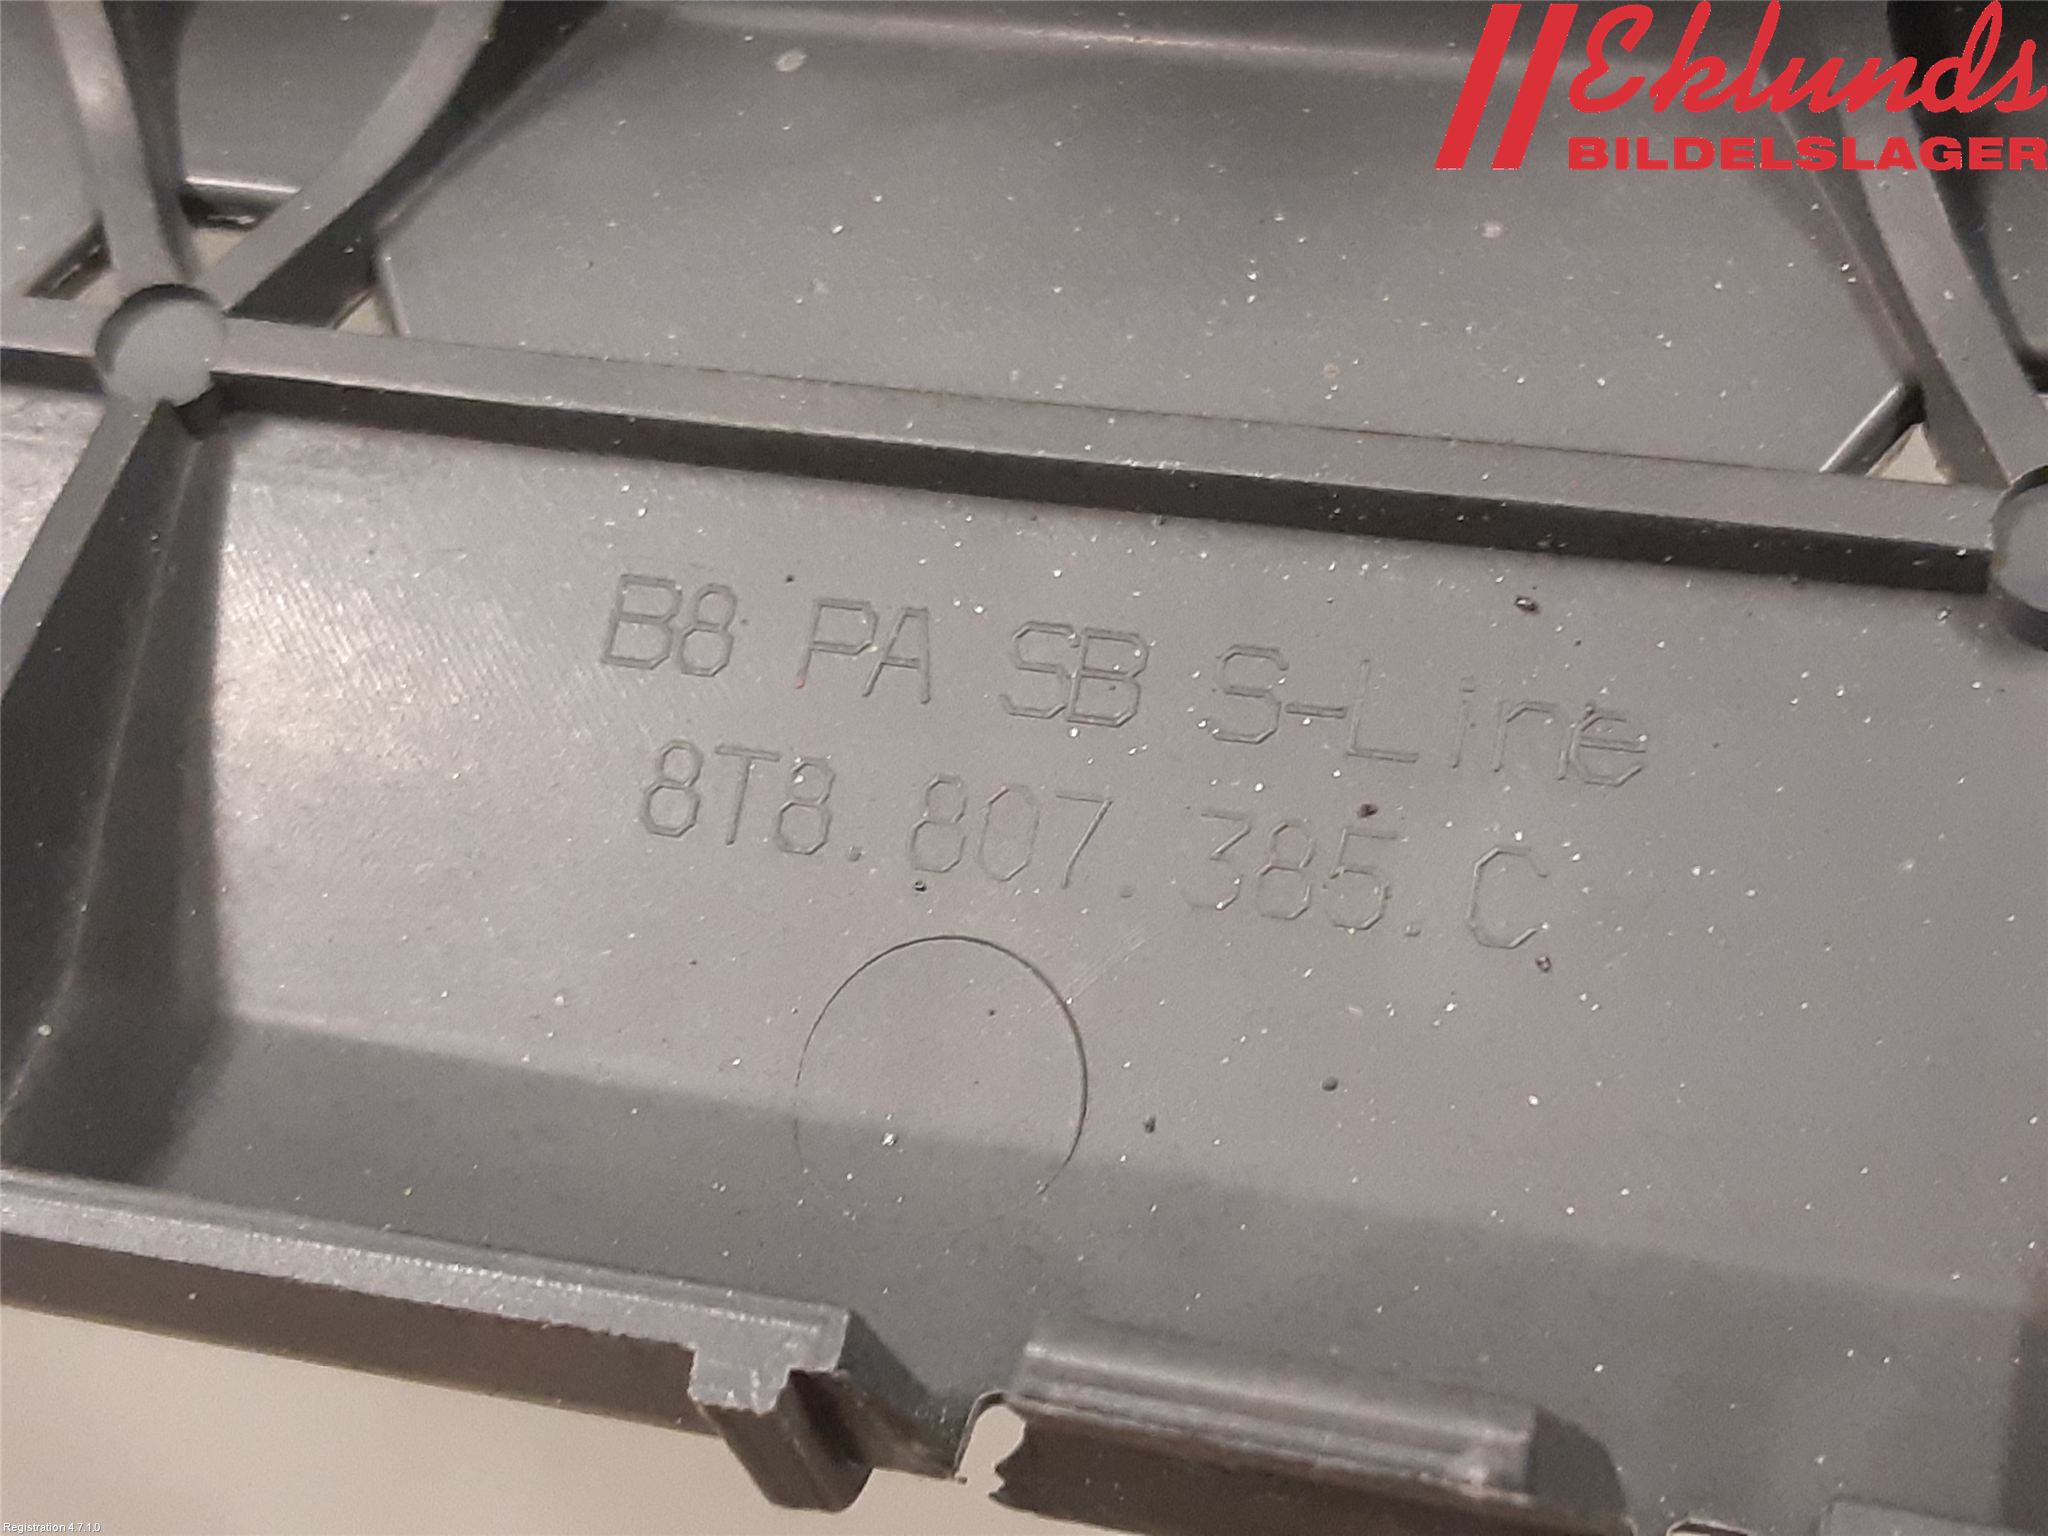 Eklunds
BILDELSLAGER
B8 PA SB S-Line
8T8.807.385.C
Registration 4.7.1.0